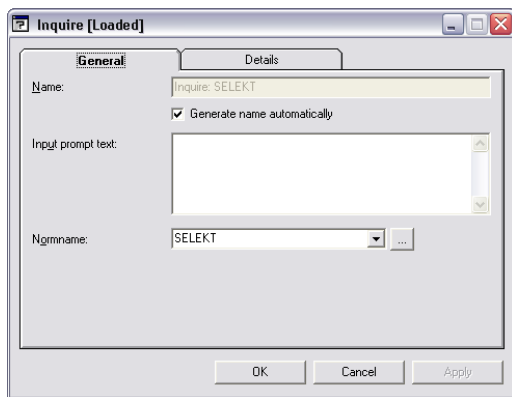 Inquire [Loaded]
General Details
Name: Inquire: SELEKT
Generate name automatically
Input prompt text:
Normname: SELEKT ...
OK Cancel Apply